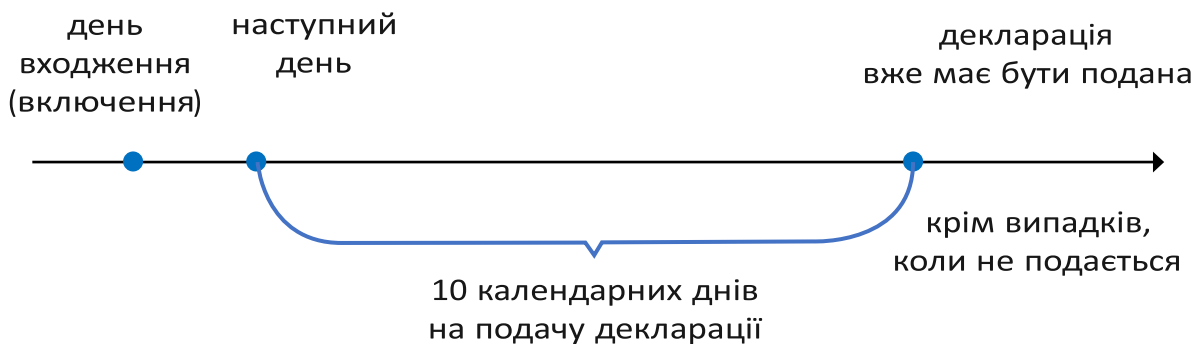 день
входження
(включення)
наступний
день
декларація
вже має бути подана
крім випадків,
коли не подається
10 календарних днів
на подачу декларації